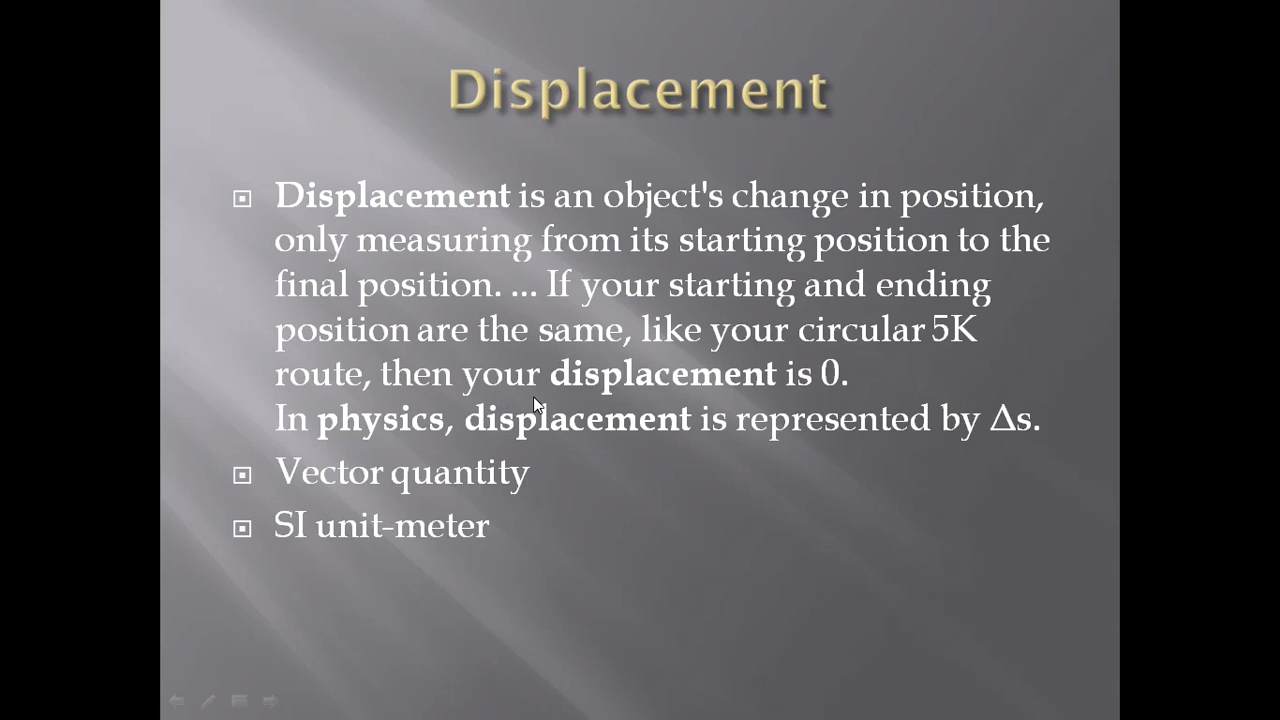 Displacement
Displacement is an object's change in position,
only measuring from its starting position to the
final position. ... If your starting and ending
position are the same, like your circular 5K
route, then your displacement is 0.
In physics, displacement is represented by Δs.
Vector quantity
SI unit-meter